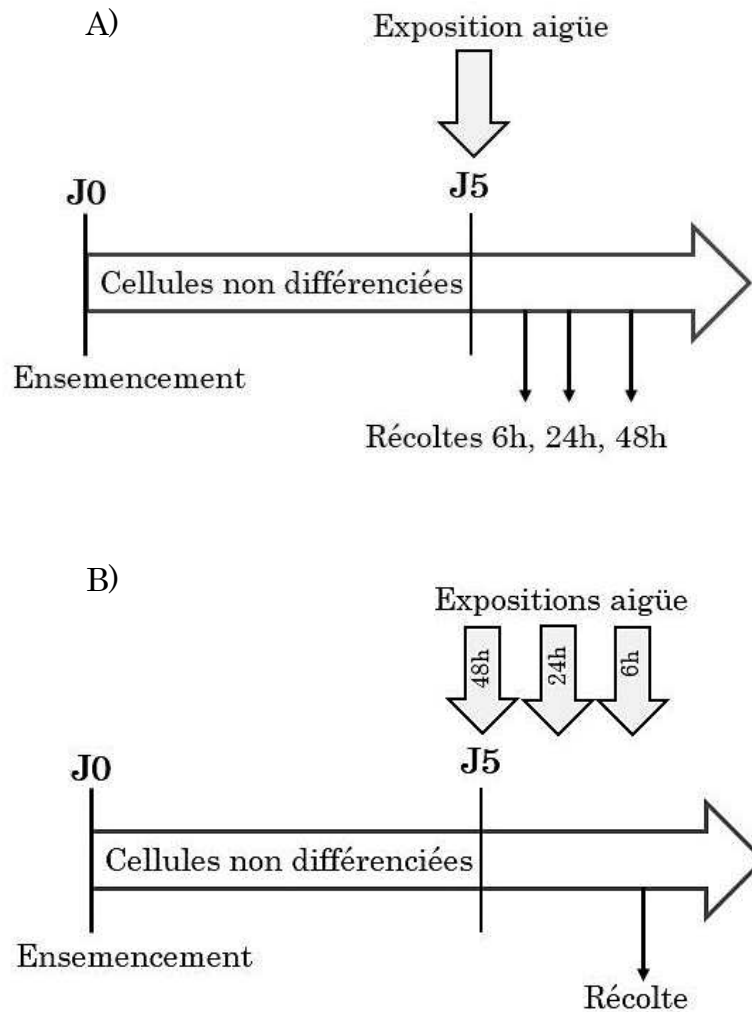 A)
Exposition aigüe
J0
J5
Cellules non différenciées
Ensemencement
Récoltes 6h, 24h, 48h
B)
Expositions aigüe
48h
24h
6h
J0
J5
Cellules non différenciées
Ensemencement
Récolte